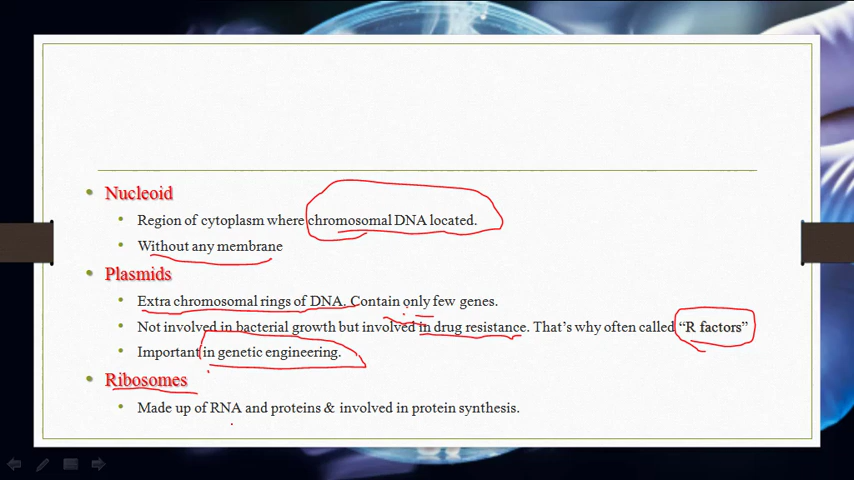 Nucleoid
Region of cytoplasm where chromosomal DNA located.
Without any membrane
Plasmids
Extra chromosomal rings of DNA. Contain only few genes.
Not involved in bacterial growth but involved in drug resistance. That's why often called “R factors”
Important in genetic engineering.
Ribosomes
Made up of RNA and proteins & involved in protein synthesis.